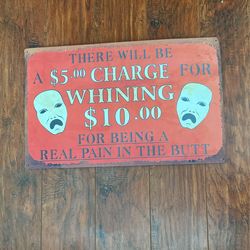 THERE WILL BE
A $5.00 CHARGE FOR
WHINING
$10.00
FOR BEING A
REAL PAIN IN THE BUTT